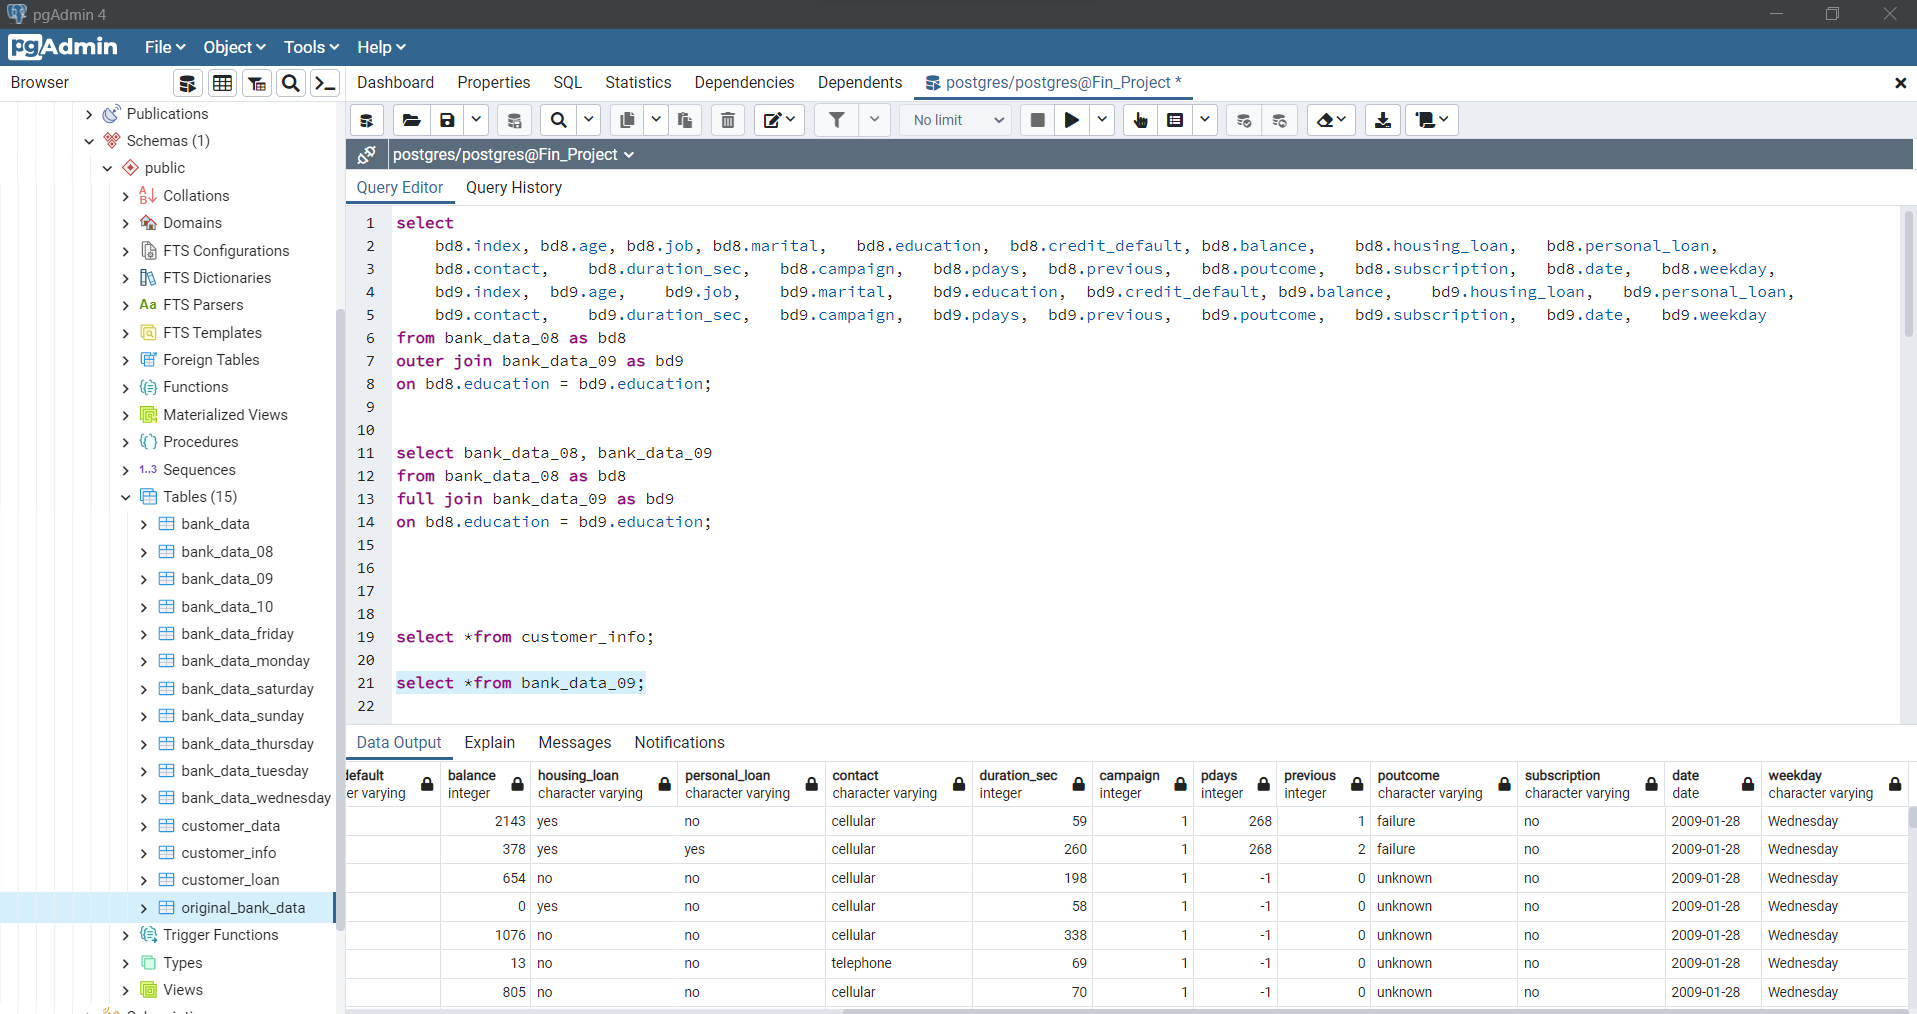 pgAdmin 4
pgAdmin File Object Tools Help
Browser
Dashboard Properties SQL Statistics Dependencies Dependents postgres/postgres@Fin_Project *
No limit
postgres/postgres@Fin_Project
Query Editor Query History
Publications
Schemas (1)
public
Collations
Domains
FTS Configurations
FTS Dictionaries
Aa FTS Parsers
FTS Templates
Foreign Tables
Functions
Materialized Views
Procedures
1..3 Sequences
Tables (15)
bank_data
bank_data_08
bank_data_09
bank_data_10
bank_data_friday
bank_data_monday
bank_data_saturday
bank_data_sunday
bank_data_thursday
bank_data_tuesday
bank_data_wednesday
customer_data
customer_info
customer_loan
original_bank_data
Trigger Functions
Types
Views
1 select
2 bd8.index, bd8.age, bd8.job, bd8.marital, bd8.education, bd8.credit_default, bd8.balance, bd8.housing_loan, bd8.personal_loan,
3 bd8.contact, bd8.duration_sec, bd8.campaign, bd8.pdays, bd8.previous, bd8.poutcome, bd8.subscription, bd8.date, bd8.weekday,
4 bd9.index, bd9.age, bd9.job, bd9.marital, bd9.education, bd9.credit_default, bd9.balance, bd9.housing_loan, bd9.personal_loan,
5 bd9.contact, bd9.duration_sec, bd9.campaign, bd9.pdays, bd9.previous, bd9.poutcome, bd9.subscription, bd9.date, bd9.weekday
6 from bank_data_08 as bd8
7 outer join bank_data_09 as bd9
8 on bd8.education = bd9.education;
9
10
11 select bank_data_08, bank_data_09
12 from bank_data_08 as bd8
13 full join bank_data_09 as bd9
14 on bd8.education = bd9.education;
15
16
17
18
19 select *from customer_info;
20
21 select *from bank_data_09;
22
Data Output Explain Messages Notifications
default balance housing_loan personal_loan contact duration_sec campaign pdays previous poutcome subscription date weekday
er varying integer character varying character varying character varying integer integer integer integer character varying character varying date character varying
2143 yes no cellular 59 1 268 1 failure no 2009-01-28 Wednesday
378 yes yes cellular 260 1 268 2 failure no 2009-01-28 Wednesday
654 no no cellular 198 1 -1 0 unknown no 2009-01-28 Wednesday
0 yes no cellular 58 1 -1 0 unknown no 2009-01-28 Wednesday
1076 no no cellular 338 1 -1 0 unknown no 2009-01-28 Wednesday
13 no no telephone 69 1 -1 0 unknown no 2009-01-28 Wednesday
805 no no cellular 70 1 -1 0 unknown no 2009-01-28 Wednesday